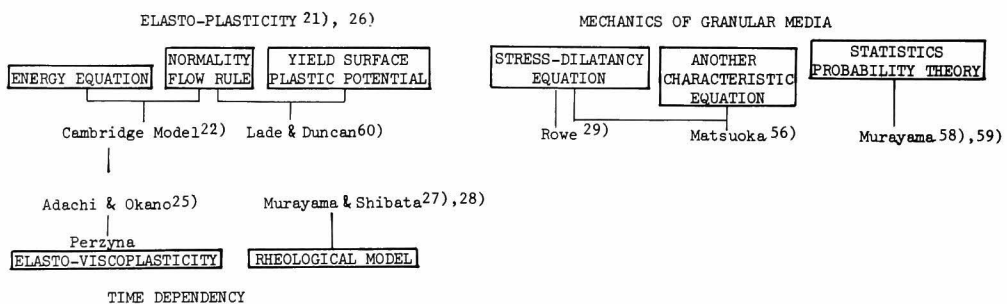 ELASTO-PLASTICITY 21), 26)
MECHANICS OF GRANULAR MEDIA
ENERGY EQUATION
NORMALITY
FLOW RULE
YIELD SURFACE
PLASTIC POTENTIAL
STRESS-DILATANCY
EQUATION
ANOTHER
CHARACTERISTIC
EQUATION
STATISTICS
PROBABILITY THEORY
Cambridge Model 22)
Lade & Duncan 60)
Rowe 29)
Matsuoka 56)
Murayama 58),59)
Adachi & Okano 25)
Murayama & Shibata 27),28)
Perzyna
ELASTO-VISCOPLASTICITY
RHEOLOGICAL MODEL
TIME DEPENDENCY